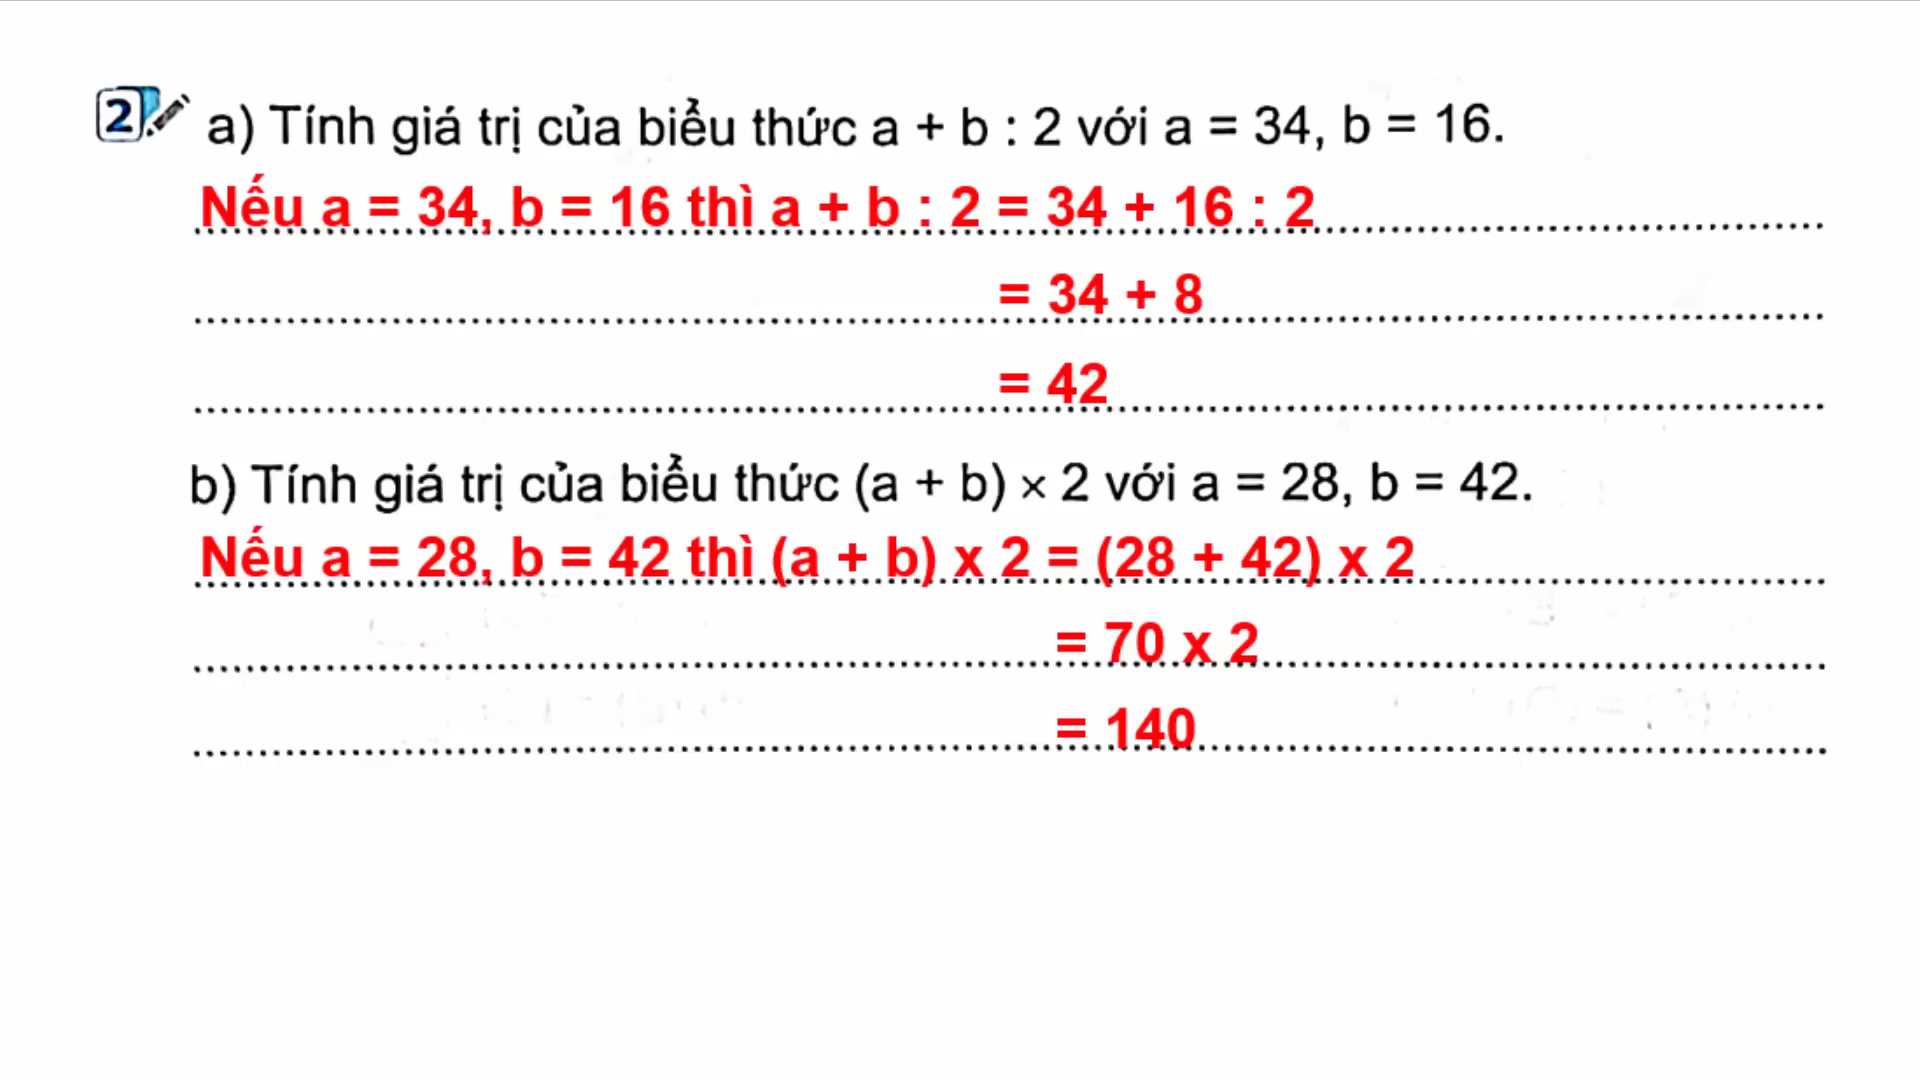 2 a) Tính giá trị của biểu thức a + b : 2 với a = 34, b = 16.
Nếu a = 34, b = 16 thì a + b : 2 = 34 + 16 : 2
= 34 + 8
= 42
b) Tính giá trị của biểu thức (a + b) × 2 với a = 28, b = 42.
Nếu a = 28, b = 42 thì (a + b) x 2 = (28 + 42) x 2
= 70 x 2
= 140